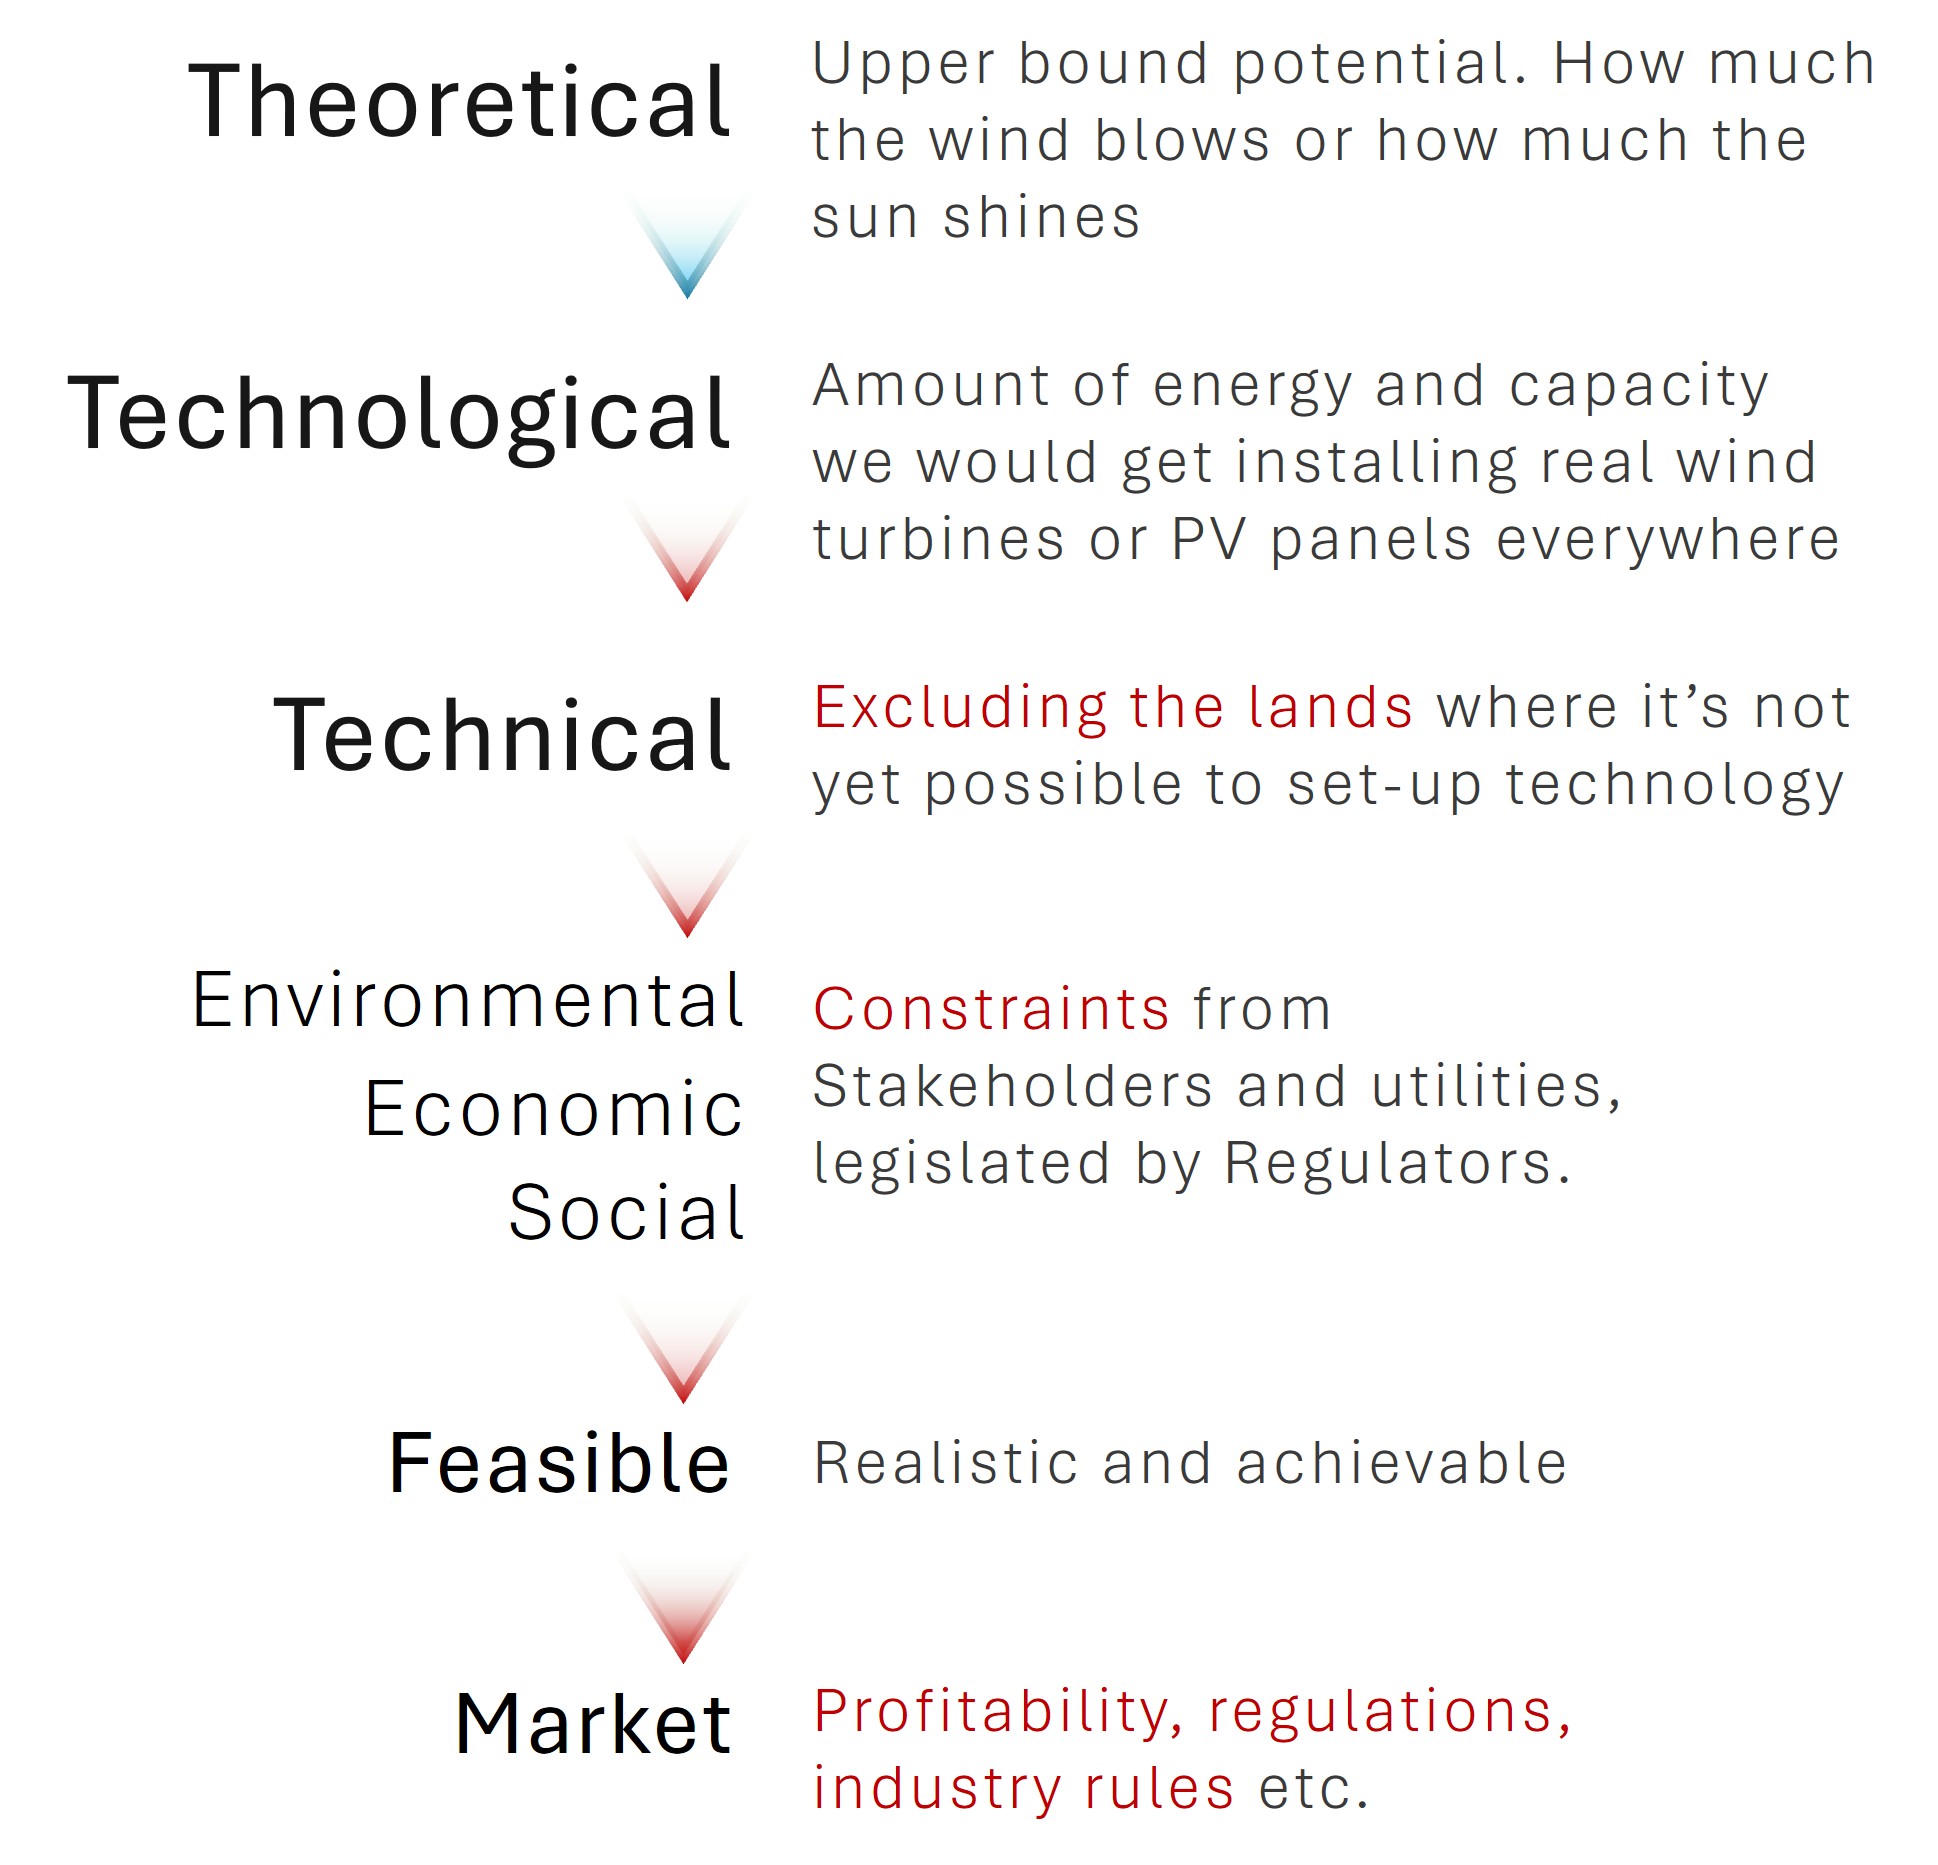 Theoretical
Upper bound potential. How much
the wind blows or how much the
sun shines
Technological
Amount of energy and capacity
we would get installing real wind
turbines or PV panels everywhere
Technical
Excluding the lands where it’s not
yet possible to set-up technology
Environmental
Economic
Social
Constraints from
Stakeholders and utilities,
legislated by Regulators.
Feasible
Realistic and achievable
Market
Profitability, regulations,
industry rules etc.